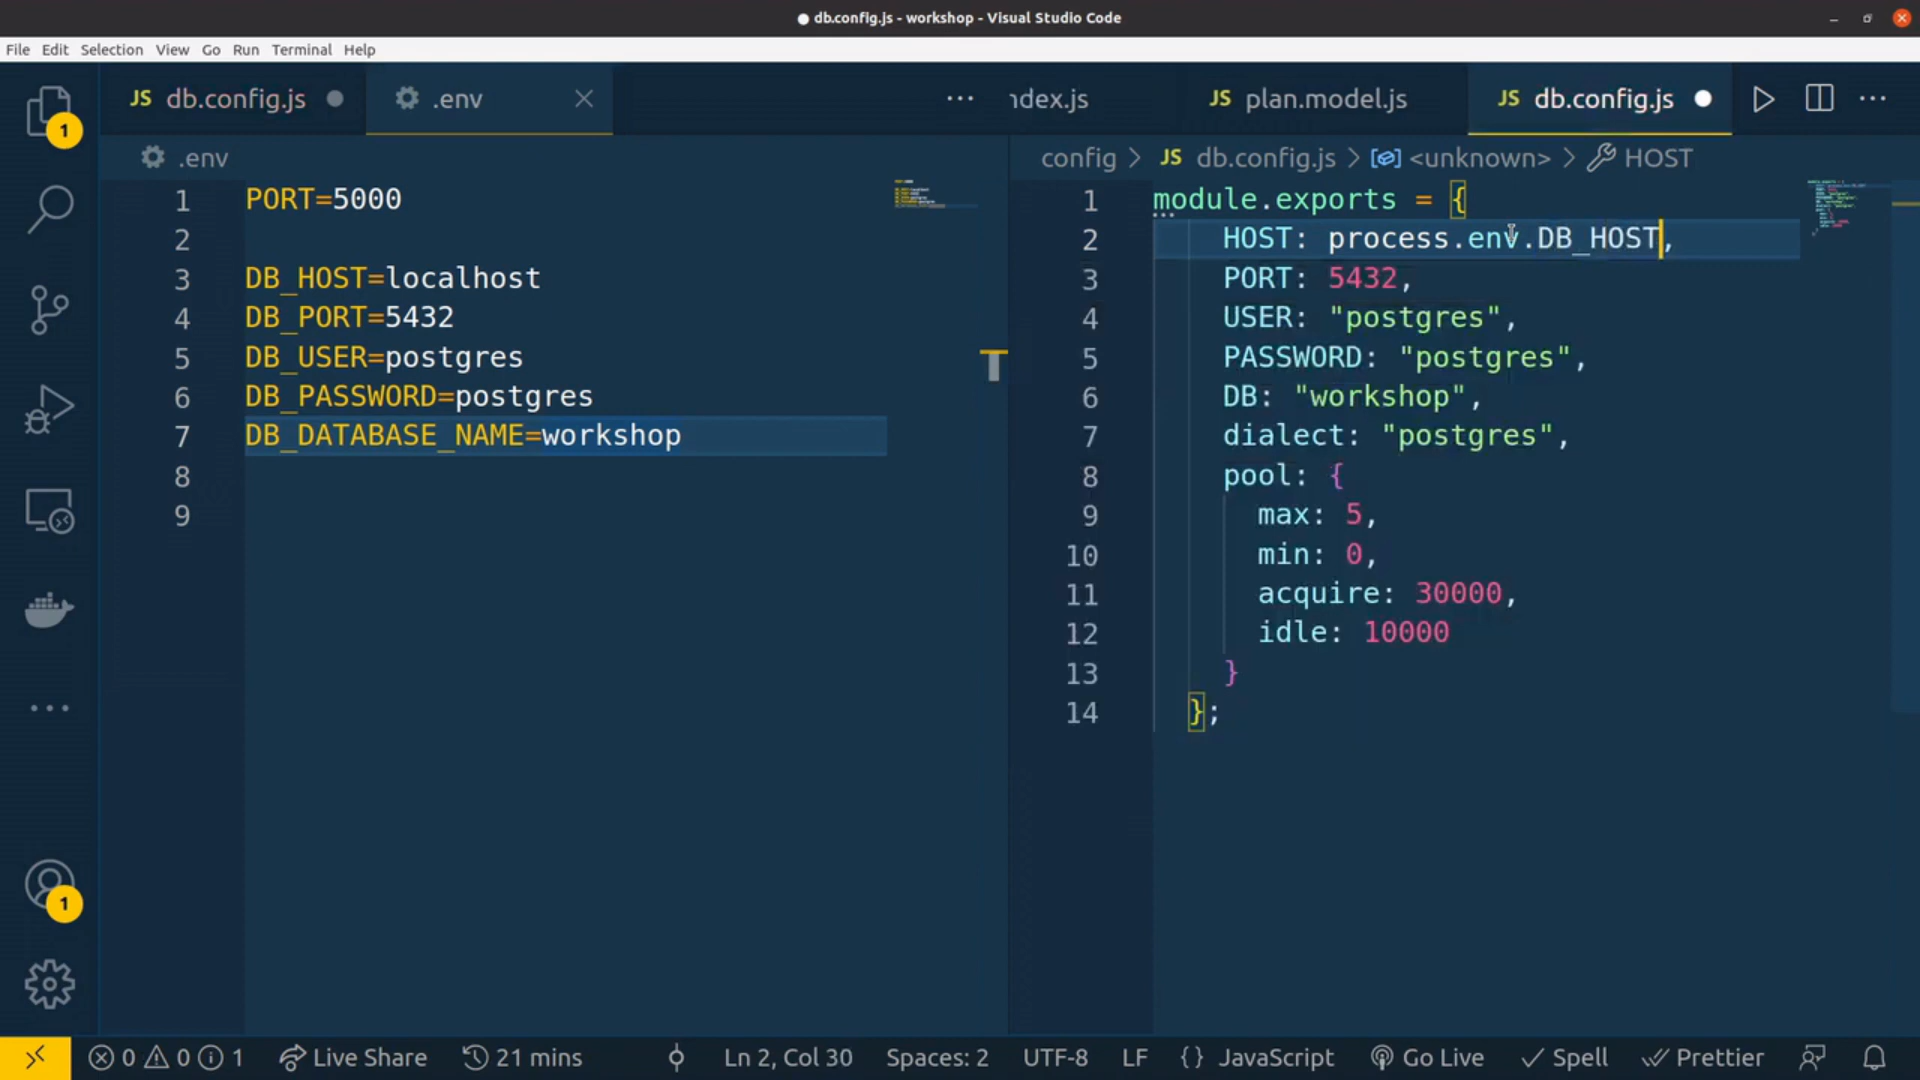 db.config.js - workshop - Visual Studio Code
File Edit Selection View Go Run Terminal Help
JS db.config.js .env ndex.js JS plan.model.js JS db.config.js
.env
config > JS db.config.js > <unknown> > HOST
1 PORT=5000
2
3 DB_HOST=localhost
4 DB_PORT=5432
5 DB_USER=postgres
6 DB_PASSWORD=postgres
7 DB_DATABASE_NAME=workshop
8
9
1 module.exports = {
2 HOST: process.env.DB_HOST,
3 PORT: 5432,
4 USER: "postgres",
5 PASSWORD: "postgres",
6 DB: "workshop",
7 dialect: "postgres",
8 pool: {
9 max: 5,
10 min: 0,
11 acquire: 30000,
12 idle: 10000
13 }
14 };
1
1
0 0 1 Live Share 21 mins Ln 2, Col 30 Spaces: 2 UTF-8 LF {} JavaScript Go Live Spell Prettier